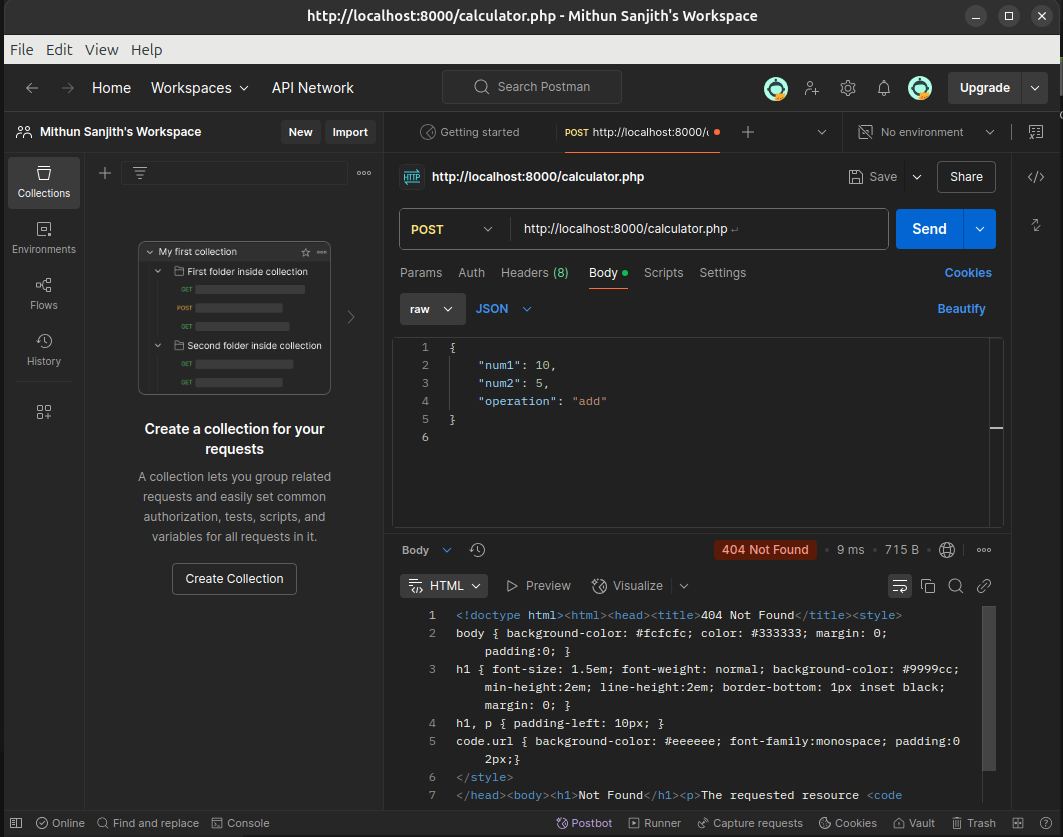 http://localhost:8000/calculator.php - Mithun Sanjith's Workspace
File Edit View Help
Home Workspaces API Network
Search Postman
Upgrade
Mithun Sanjith's Workspace
New Import
Getting started
POST http://localhost:8000/
No environment
Collections
Environments
Flows
History
My first collection
First folder inside collection
GET
POST
GET
Second folder inside collection
GET
GET
Create a collection for your
requests
A collection lets you group related
requests and easily set common
authorization, tests, scripts, and
variables for all requests in it.
Create Collection
HTTP http://localhost:8000/calculator.php
Save Share
POST http://localhost:8000/calculator.php
Send
Params Auth Headers (8) Body Scripts Settings Cookies
raw JSON Beautify
1 {
2 "num1": 10,
3 "num2": 5,
4 "operation": "add"
5 }
6
Body 404 Not Found • 9 ms • 715 B
HTML Preview Visualize
1 <!doctype html><html><head><title>404 Not Found</title><style>
2 body { background-color: #fcfcfc; color: #333333; margin: 0;
padding:0; }
3 h1 { font-size: 1.5em; font-weight: normal; background-color: #9999cc;
min-height:2em; line-height:2em; border-bottom: 1px inset black;
margin: 0; }
4 h1, p { padding-left: 10px; }
5 code.url { background-color: #eeeeee; font-family:monospace; padding:0
2px;}
6 </style>
7 </head><body><h1>Not Found</h1><p>The requested resource <code
Online Find and replace Console Postbot Runner Capture requests Cookies Vault Trash